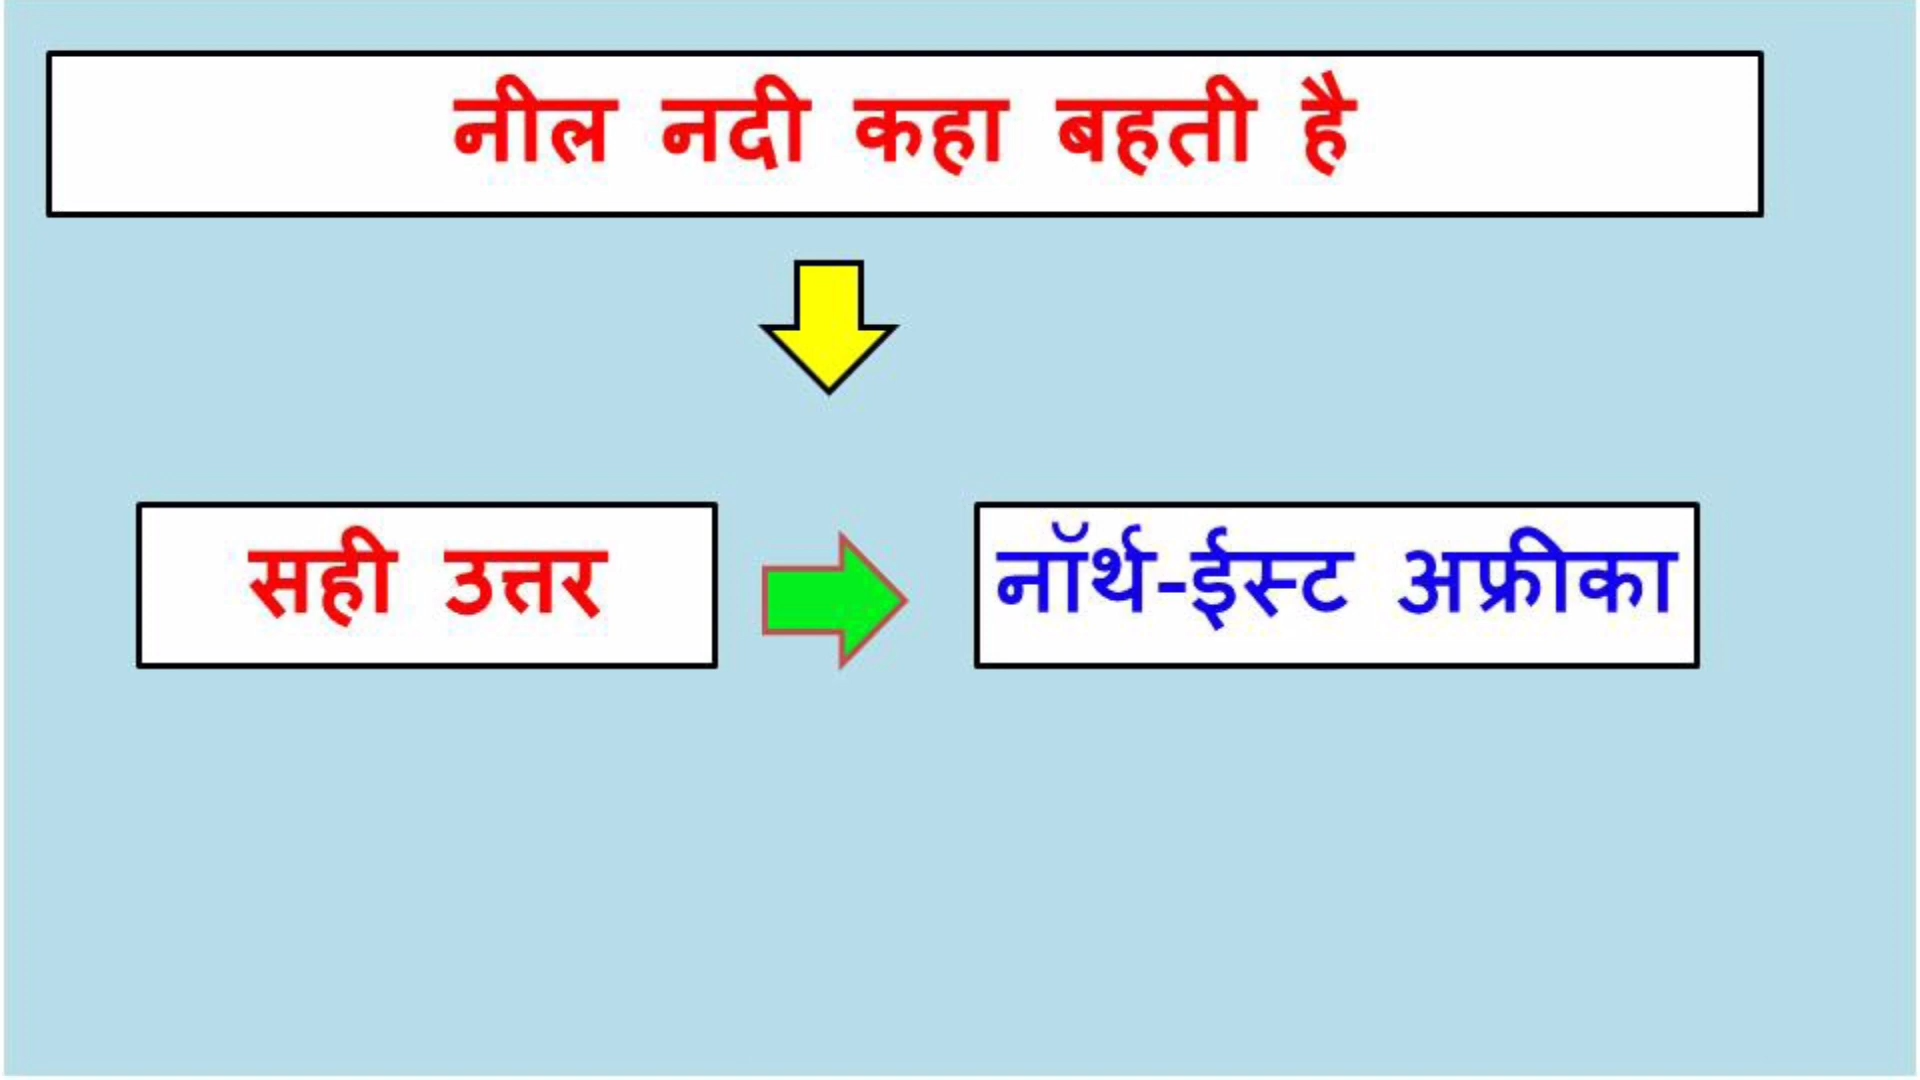 नील नदी कहा बहती है
सही उत्तर
नॉर्थ-ईस्ट अफ्रीका